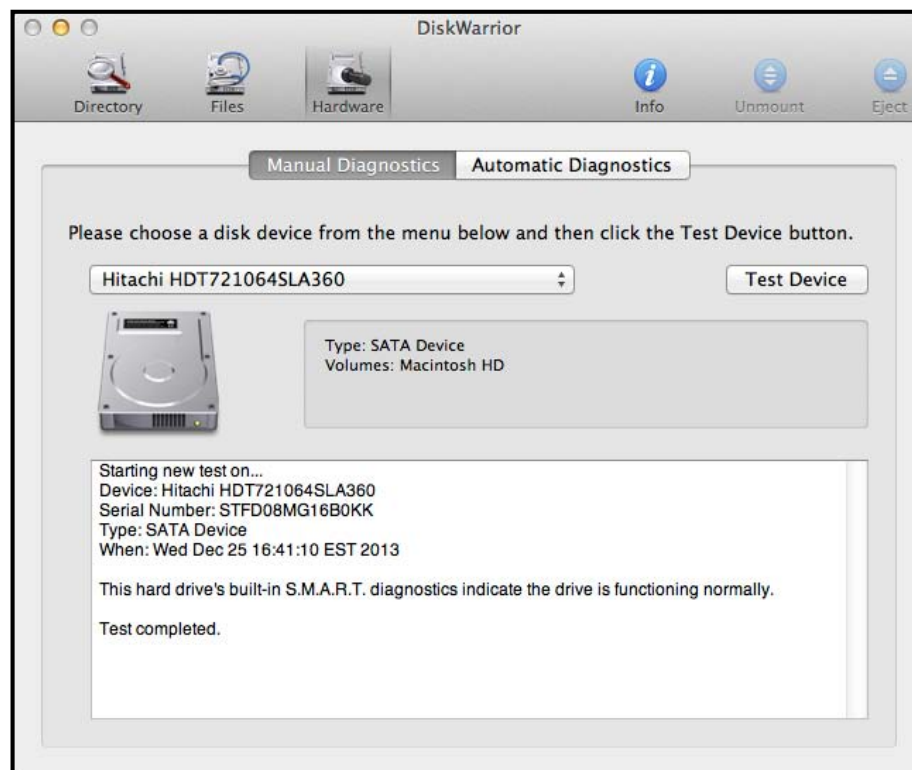 DiskWarrior
Directory
Files
Hardware
Info
Unmount
Eject
Manual Diagnostics
Automatic Diagnostics
Please choose a disk device from the menu below and then click the Test Device button.
Hitachi HDT721064SLA360
Test Device
Type: SATA Device
Volumes: Macintosh HD
Starting new test on...
Device: Hitachi HDT721064SLA360
Serial Number: STFD08MG16B0KK
Type: SATA Device
When: Wed Dec 25 16:41:10 EST 2013
This hard drive's built-in S.M.A.R.T. diagnostics indicate the drive is functioning normally.
Test completed.